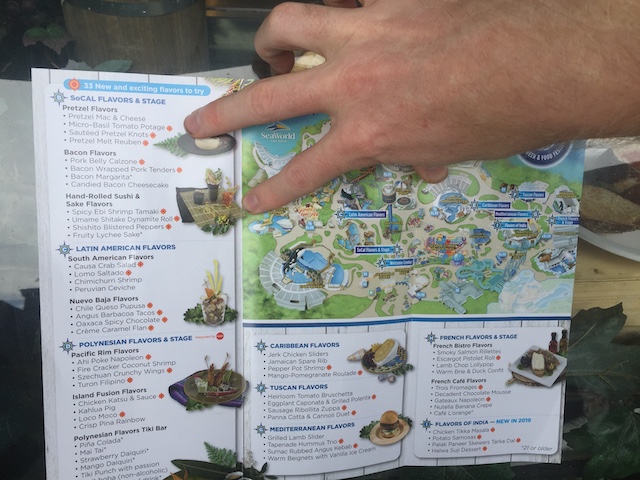 33 New and exciting flavors to try
SoCAL FLAVORS & STAGE
Pretzel Flavors
• Pretzel Mac & Cheese
• Micro-Basil Tomato Potage
• Sautéed Pretzel Knots
• Pretzel Melt Reuben
Bacon Flavors
• Pork Belly Calzone
• Bacon Wrapped Pork Tenders
• Bacon Margarita*
• Candied Bacon Cheesecake
Hand-Rolled Sushi &
Sake Flavors
• Spicy Ebi Shrimp Tamaki
• Umame Shitake Dynamite Roll
• Shishito Blistered Peppers
• Fruity Lychee Sake*
LATIN AMERICAN FLAVORS
South American Flavors
• Causa Crab Salad
• Lomo Saltado
• Chimichurri Shrimp
• Peruvian Ceviche
Nuevo Baja Flavors
• Chile Queso Pupusa
• Angus Barbacoa Tacos
• Oaxaca Spicy Chocolate
• Crème Caramel Flan
POLYNESIAN FLAVORS & STAGE
Pacific Rim Flavors
• Ahi Poke Napoleon
• Fire Cracker Coconut Shrimp
• Szechuan Crunchy Wings
• Turon Filipino
Island Fusion Flavors
• Chicken Katsu & Sauce
• Kahlua Pig
• Loco Moco
• Crisp Pina Rainbow
Polynesian Flavors Tiki Bar
• Piña Colada*
• Mai Tai*
• Strawberry Daiquiri*
• Mango Daiquiri*
• Tiki Punch with passion
(non-alcoholic)
SeaWorld
Latin American Flavors
SoCal Flavors & Stage
Welcome Center
Caribbean Flavors
Mediterranean Flavors
Flavors of India
Tuscan Flavors
CARIBBEAN FLAVORS
• Jerk Chicken Sliders
• Jamaican Spare Rib
• Pepper Pot Shrimp
• Mango-Pomegranate Roulade
TUSCAN FLAVORS
• Heirloom Tomato Bruschetta
• Eggplant Caponata & Grilled Polenta
• Sausage Ribollita Zuppa
• Panna Cotta & Cannoli Duet
MEDITERRANEAN FLAVORS
• Grilled Lamb Slider
• Tapenade Hummus Trio
• Sumac Rubbed Angus Kebab
• Warm Beignets with Vanilla Ice Cream
FRENCH FLAVORS & STAGE
French Bistro Flavors
• Smoky Salmon Rillettes
• Escargot Pistolet Roll
• Lamb Chop Lollypop
• Warm Brie & Duck Confit
French Café Flavors
• Trois Fromages
• Decadent Chocolate Mousse
• Gateaux Napoleon
• Nutella Banana Crepe
• Café L'orange*
FLAVORS OF INDIA – NEW IN 2019
• Chicken Tikka Masala
• Potato Samosas
• Palak Paneer Skewers Tarka Dal
• Halwa Suji Dessert
*21 or older